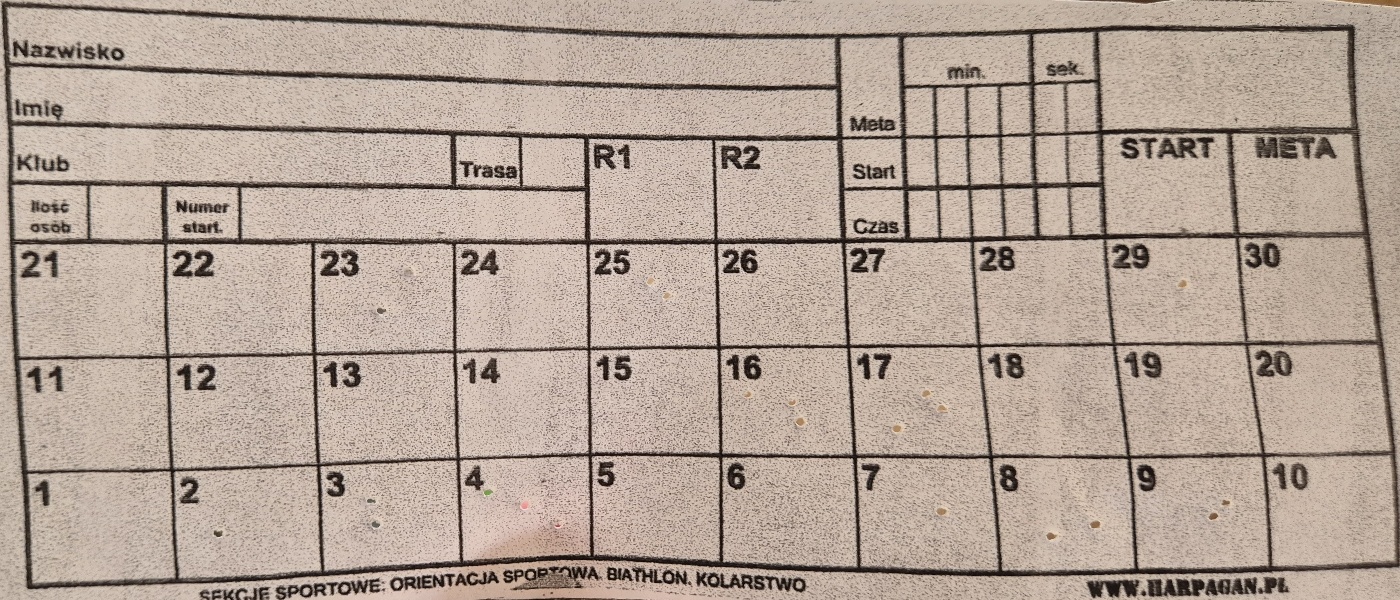 Nazwisko
min. sek.
Imię
Meta
Klub Trasa R1 R2 Start START META
Ilość osób Numer start. Czas
21 22 23 24 25 26 27 28 29 30
11 12 13 14 15 16 17 18 19 20
1 2 3 4 5 6 7 8 9 10
SEKCJE SPORTOWE: ORIENTACJA SPORTOWA. BIATHLON. KOLARSTWO WWW.HARPAGAN.PL